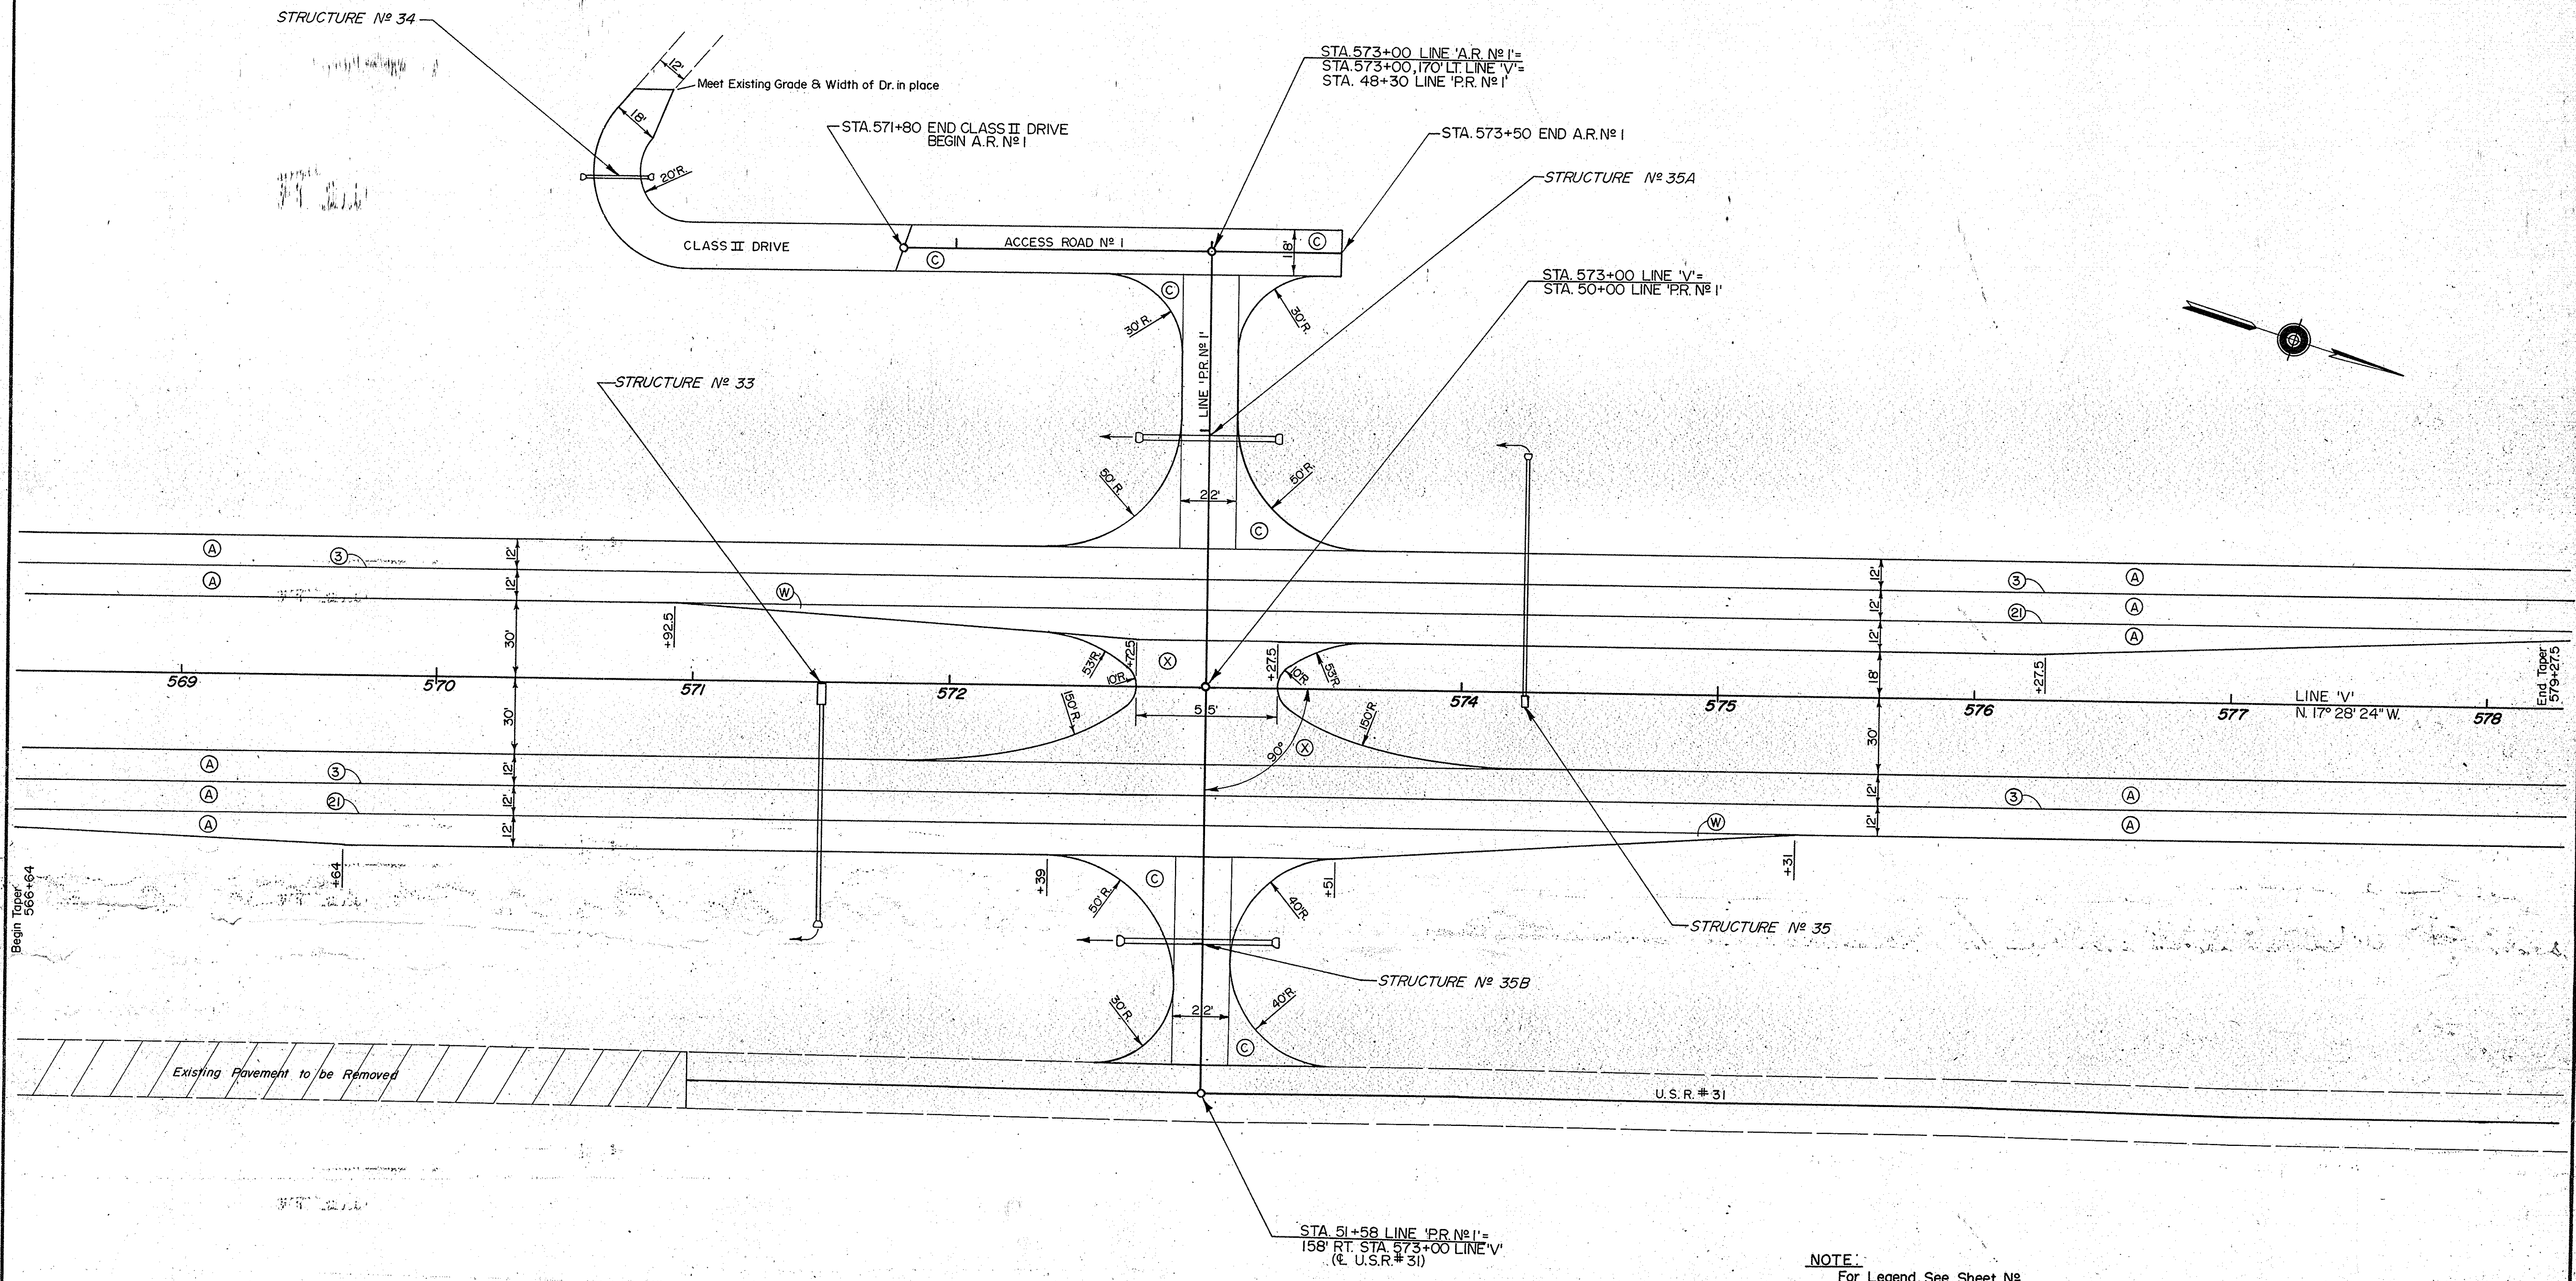 STRUCTURE Nº 34
12'
Meet Existing Grade & Width of Dr. in place
18'
20'R.
STA. 571+80 END CLASS II DRIVE
BEGIN A.R. Nº 1
STA. 573+00 LINE 'A.R. Nº 1'=
STA. 573+00, 170' LT. LINE 'V'=
STA. 48+30 LINE 'P.R. Nº 1'
STA. 573+50 END A.R. Nº 1
STRUCTURE Nº 35A
CLASS II DRIVE
ACCESS ROAD Nº 1
C
18'
C
STA. 573+00 LINE 'V'=
STA. 50+00 LINE 'P.R. Nº 1'
C
30' R.
30' R.
LINE 'P.R. Nº 1'
STRUCTURE Nº 33
50' R.
50' R.
22'
C
A
3
12'
A
12'
W
30'
+92.5
53'R.
+72.5
10'R.
X
+27.5
10'R.
53'R.
12'
3
A
12'
21
A
12'
A
18'
+27.5
End Taper
579+27.5
569
570
571
572
574
575
576
577
578
LINE 'V'
N. 17° 28' 24" W.
30'
150' R.
55'
90°
X
150'R.
30'
A
3
12'
A
21
12'
A
12'
12'
3
A
12'
A
W
Begin Taper
566+64
+64
+39
C
50' R.
+51
40'R.
+31
STRUCTURE Nº 35
STRUCTURE Nº 35B
30' R.
22'
40'R.
C
Existing Pavement to be Removed
U.S.R. # 31
STA. 51+58 LINE 'P.R. Nº 1'=
158' RT. STA. 573+00 LINE 'V'
(℄ U.S.R. # 31)
NOTE:
For Legend, See Sheet Nº